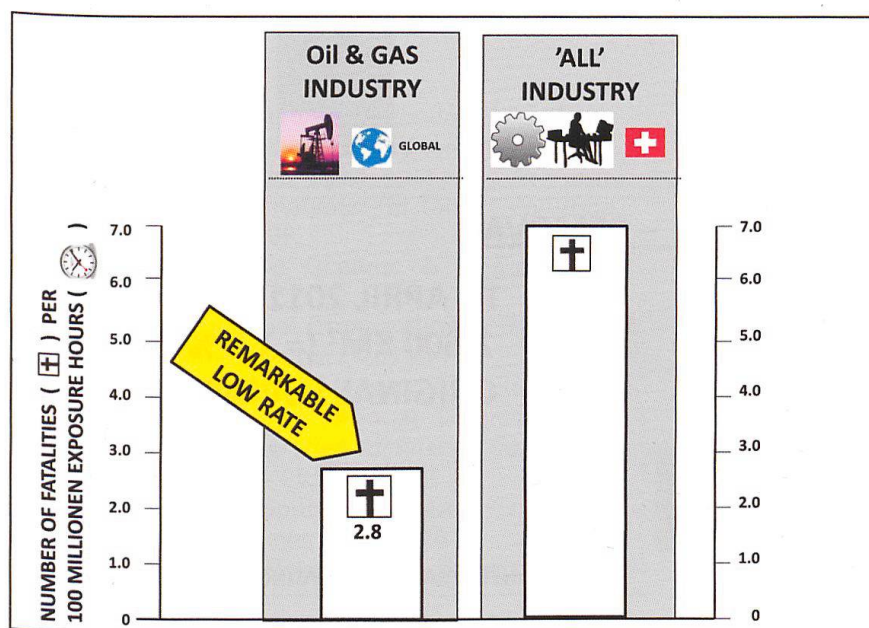 Oil & GAS
INDUSTRY
GLOBAL
'ALL'
INDUSTRY
NUMBER OF FATALITIES ( ) PER
100 MILLIONEN EXPOSURE HOURS ( )
7.0
6.0
5.0
4.0
3.0
2.0
1.0
0
REMARKABLE
LOW RATE
2.8
7.0
6.0
5.0
4.0
3.0
2.0
1.0
0